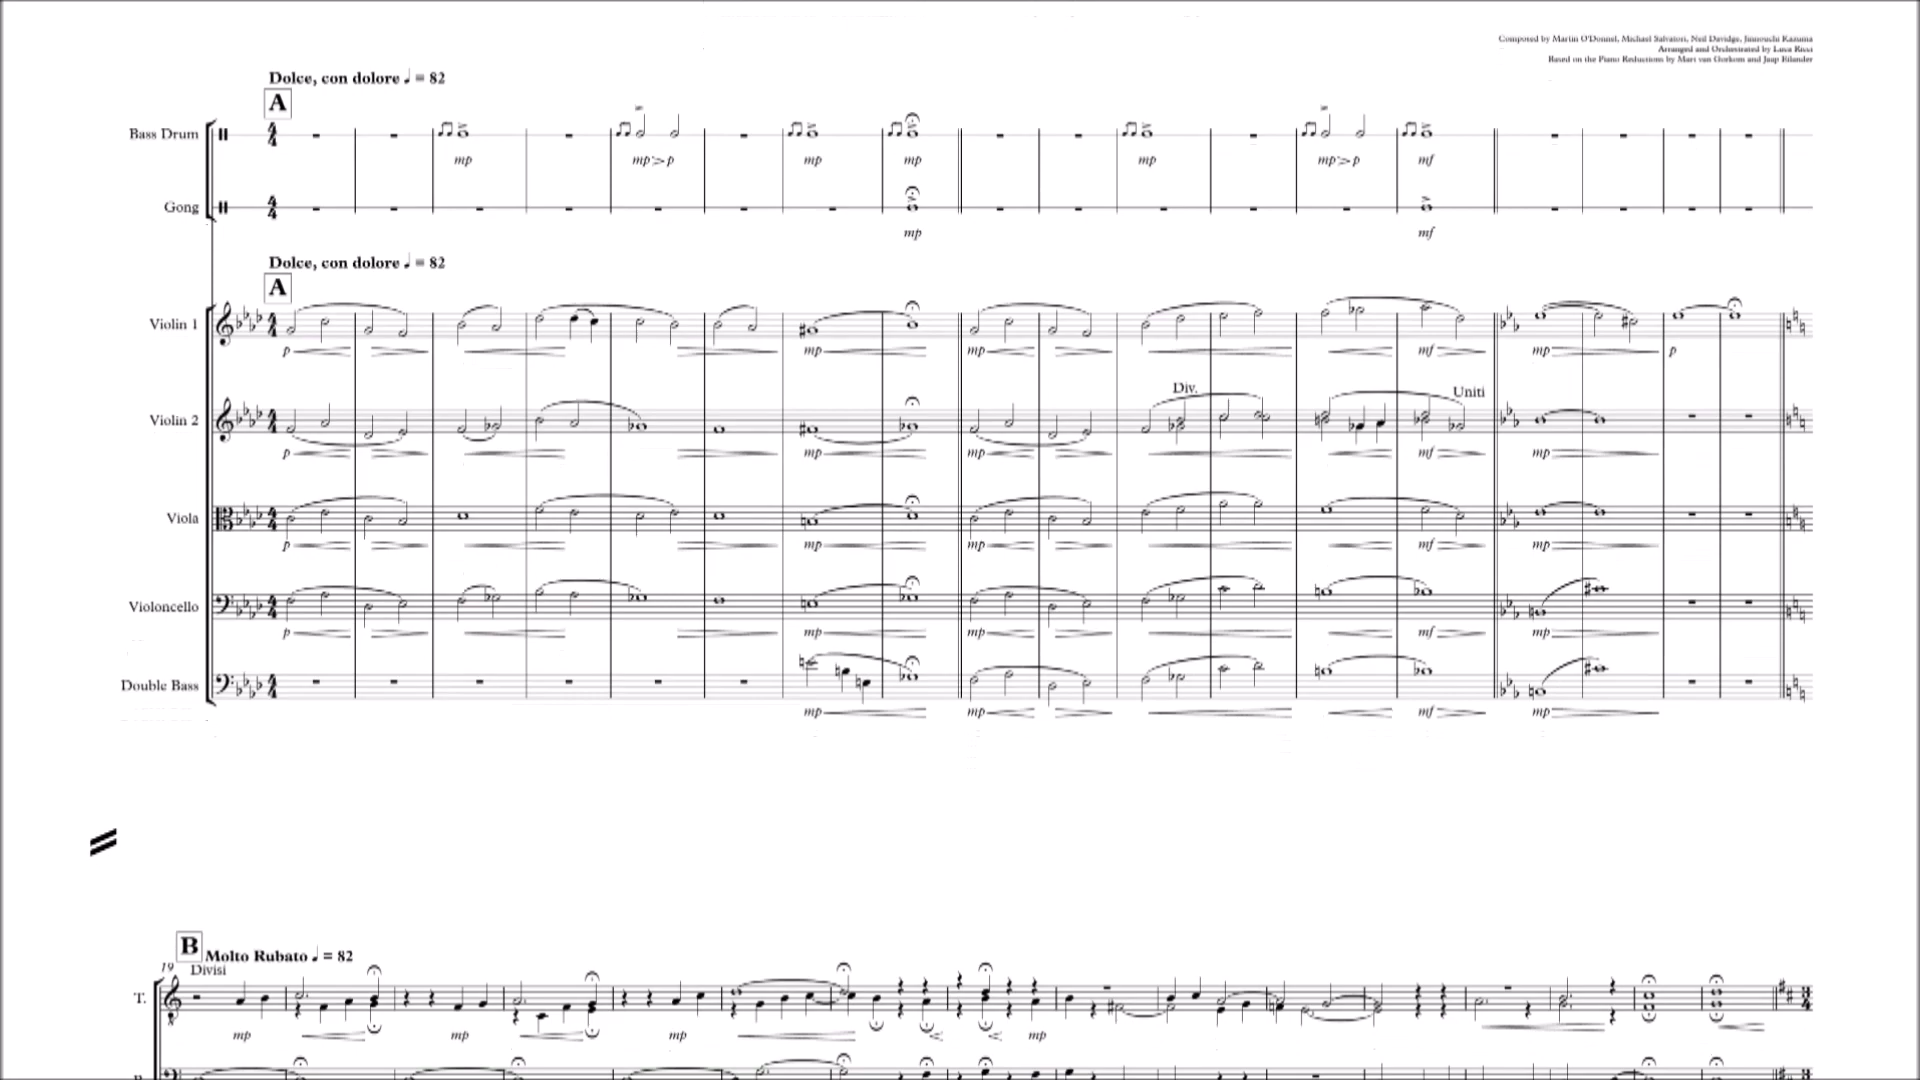 Composed by Martin O'Donnel, Michael Salvatori, Neil Davidge, Jinnouchi Kazuma
Arranged and Orchestrated by Luca Ricci
Based on the Piano Reductions by Mart van Gorkom and Jaap Eilander
Dolce, con dolore ♩ = 82
A
Bass Drum
mp mp > p mp mp mp mp > p mf
Gong
mp mf
Dolce, con dolore ♩ = 82
A
Violin 1
p mp mp mf mp p
Div. Uniti
Violin 2
p mp mp mf mp
Viola
p mp mp mf mp
Violoncello
p mp mp mf mp
Double Bass
mp mp mf mp
B Molto Rubato ♩ = 82
19 Divisi
T.
mp mp mp mp